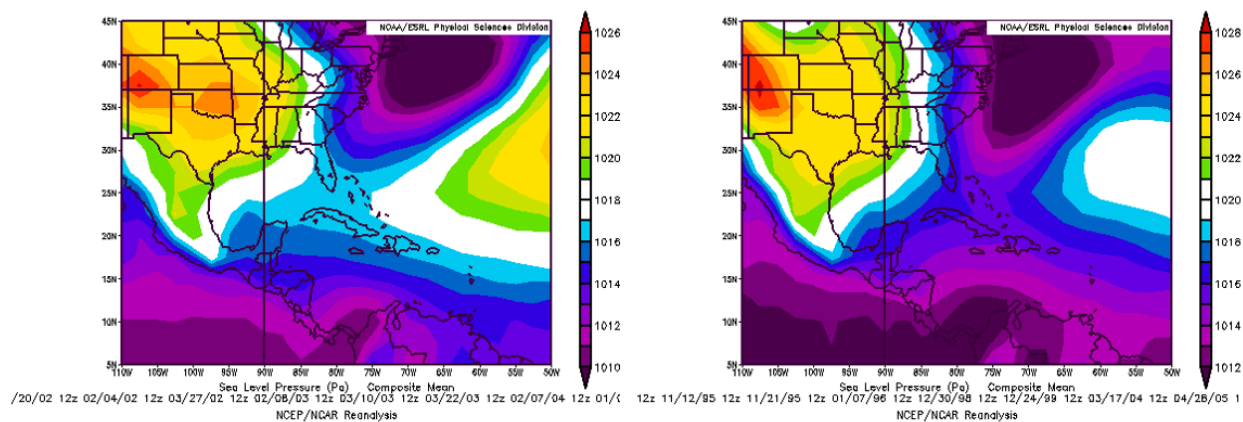 NOAA/ESRL Physical Sciences Division
45N
40N
35N
30N
25N
20N
15N
10N
5N
110W 105W 100W 95W 90W 85W 80W 75W 70W 65W 60W 55W 50W
1026
1024
1022
1020
1018
1016
1014
1012
1010
Sea Level Pressure (Pa) Composite Mean
/20/02 12z 02/04/02 12z 03/27/02 12z 12z 03/10/03 12z 03/22/03 12z 02/07/04 12z 01/
NCEP/NCAR Reanalysis
NOAA/ESRL Physical Sciences Division
45N
40N
35N
30N
25N
20N
15N
10N
5N
110W 105W 100W 95W 90W 85W 80W 75W 70W 65W 60W 55W 50W
1028
1026
1024
1022
1020
1018
1016
1014
1012
Sea Level Pressure (Pa) Composite Mean
12z 11/12/95 12z 11/21/95 12z 01/07/96 12z 12/30/98 12z 12/24/99 12z 03/17/04 12z 04/28/05 1
NCEP/NCAR Reanalysis